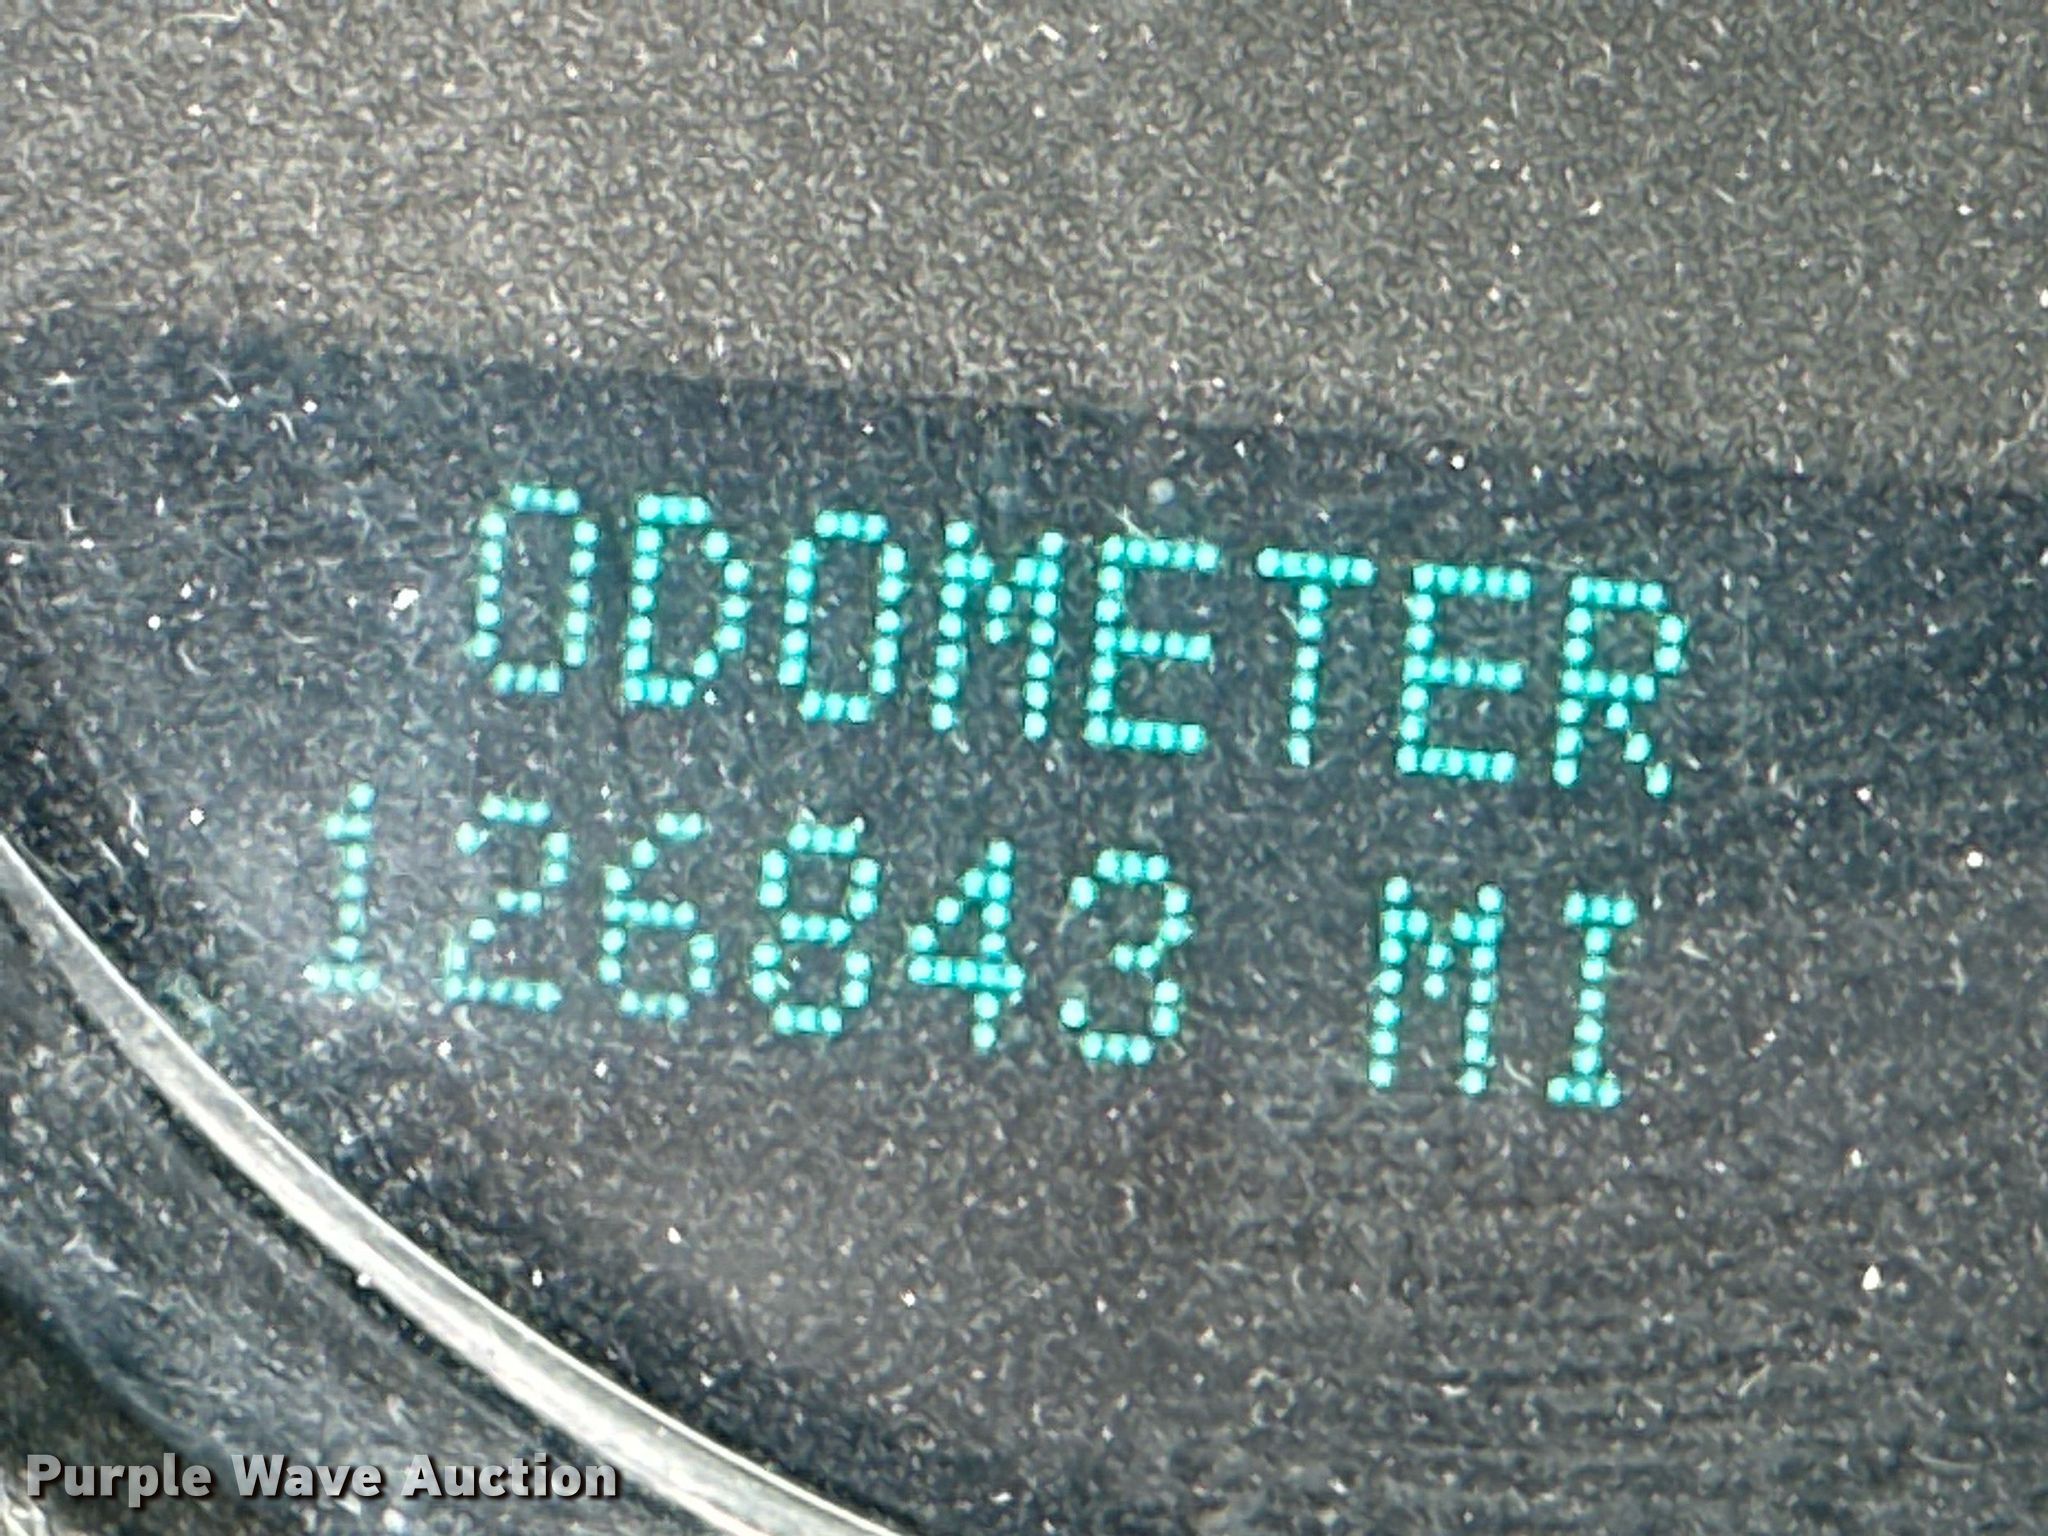 ODOMETER
126843 MI
Purple Wave Auction